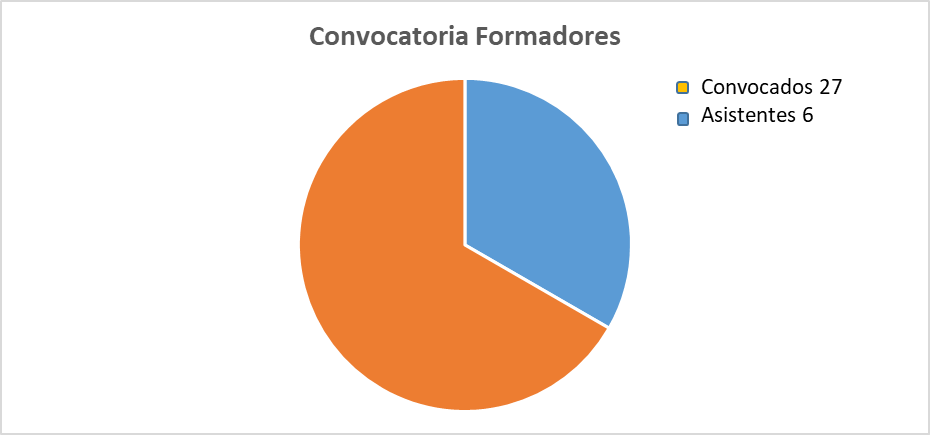 Convocatoria Formadores
Convocados 27
Asistentes 6